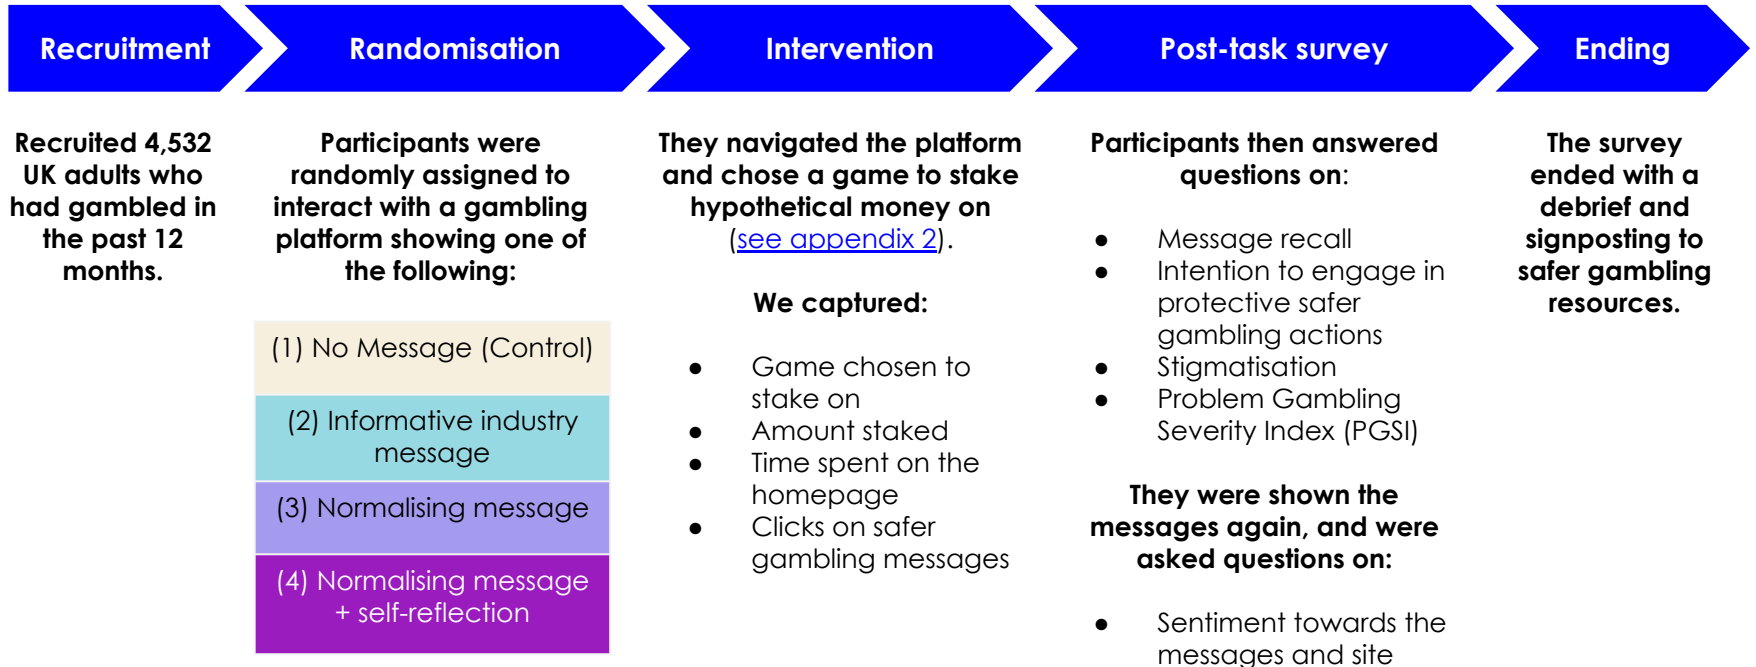 Recruitment
Randomisation
Intervention
Post-task survey
Ending
Recruited 4,532
UK adults who
had gambled in
the past 12
months.
Participants were
randomly assigned to
interact with a gambling
platform showing one of
the following:
(1) No Message (Control)
(2) Informative industry
message
(3) Normalising message
(4) Normalising message
+ self-reflection
They navigated the platform
and chose a game to stake
hypothetical money on
(see appendix 2).
We captured:
● Game chosen to
stake on
● Amount staked
● Time spent on the
homepage
● Clicks on safer
gambling messages
Participants then answered
questions on:
● Message recall
● Intention to engage in
protective safer
gambling actions
● Stigmatisation
● Problem Gambling
Severity Index (PGSI)
They were shown the
messages again, and were
asked questions on:
● Sentiment towards the
messages and site
The survey
ended with a
debrief and
signposting to
safer gambling
resources.